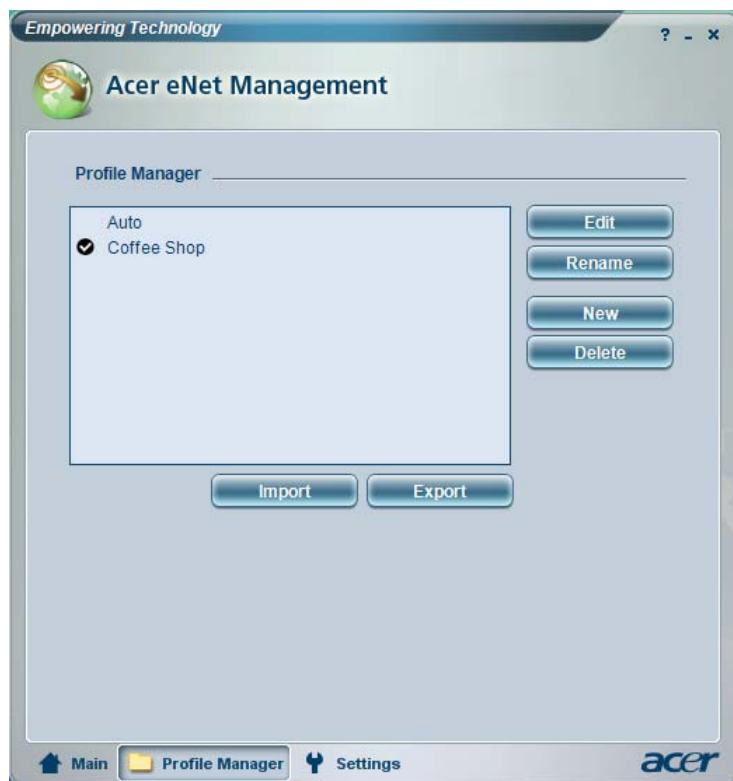 Empowering Technology
? - ×
Acer eNet Management
Profile Manager
Auto
Coffee Shop
Edit
Rename
New
Delete
Import
Export
Main
Profile Manager
Settings
acer